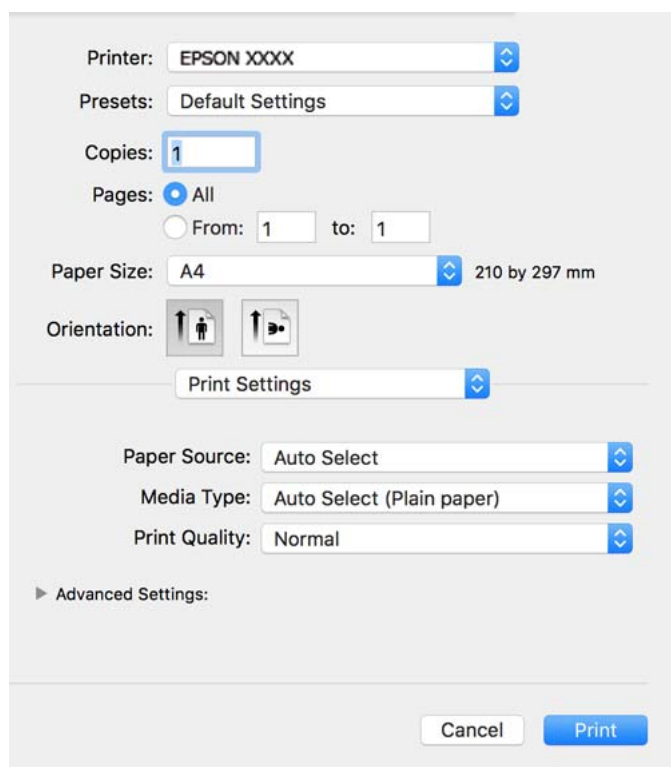 Printer: EPSON XXXX
Presets: Default Settings
Copies: 1
Pages: All
From: 1 to: 1
Paper Size: A4 210 by 297 mm
Orientation:
Print Settings
Paper Source: Auto Select
Media Type: Auto Select (Plain paper)
Print Quality: Normal
Advanced Settings:
Cancel Print